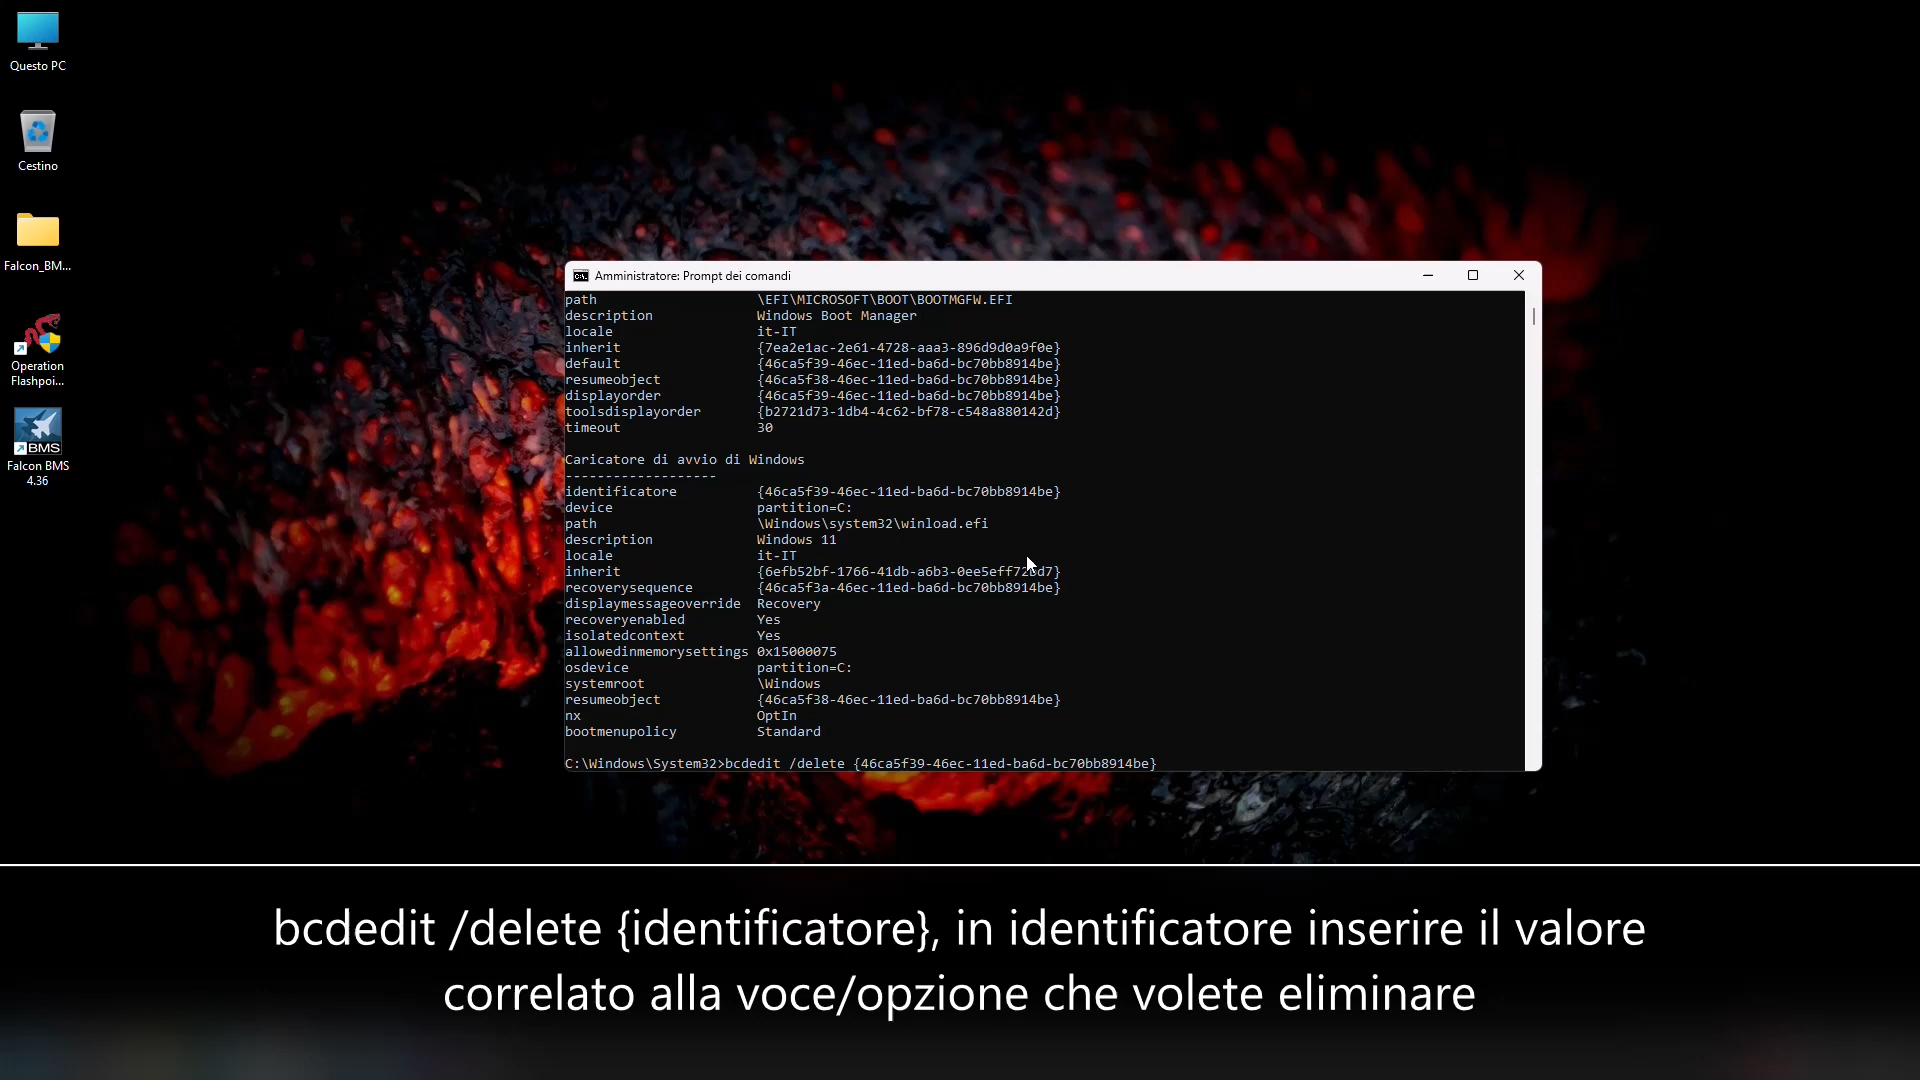 Questo PC
Cestino
Falcon_BM...
Operation
Flashpoi...
BMS
Falcon BMS
4.36
Amministratore: Prompt dei comandi
path \EFI\MICROSOFT\BOOT\BOOTMGFW.EFI
description Windows Boot Manager
locale it-IT
inherit {7ea2e1ac-2e61-4728-aaa3-896d9d0a9f0e}
default {46ca5f39-46ec-11ed-ba6d-bc70bb8914be}
resumeobject {46ca5f38-46ec-11ed-ba6d-bc70bb8914be}
displayorder {46ca5f39-46ec-11ed-ba6d-bc70bb8914be}
toolsdisplayorder {b2721d73-1db4-4c62-bf78-c548a880142d}
timeout 30
Caricatore di avvio di Windows
-------------------
identificatore {46ca5f39-46ec-11ed-ba6d-bc70bb8914be}
device partition=C:
path \Windows\system32\winload.efi
description Windows 11
locale it-IT
inherit {6efb52bf-1766-41db-a6b3-0ee5eff72bd7}
recoverysequence {46ca5f3a-46ec-11ed-ba6d-bc70bb8914be}
displaymessageoverride Recovery
recoveryenabled Yes
isolatedcontext Yes
allowedinmemorysettings 0x15000075
osdevice partition=C:
systemroot \Windows
resumeobject {46ca5f38-46ec-11ed-ba6d-bc70bb8914be}
nx OptIn
bootmenupolicy Standard
C:\Windows\System32>bcdedit /delete {46ca5f39-46ec-11ed-ba6d-bc70bb8914be}
bcdedit /delete {identificatore}, in identificatore inserire il valore
correlato alla voce/opzione che volete eliminare